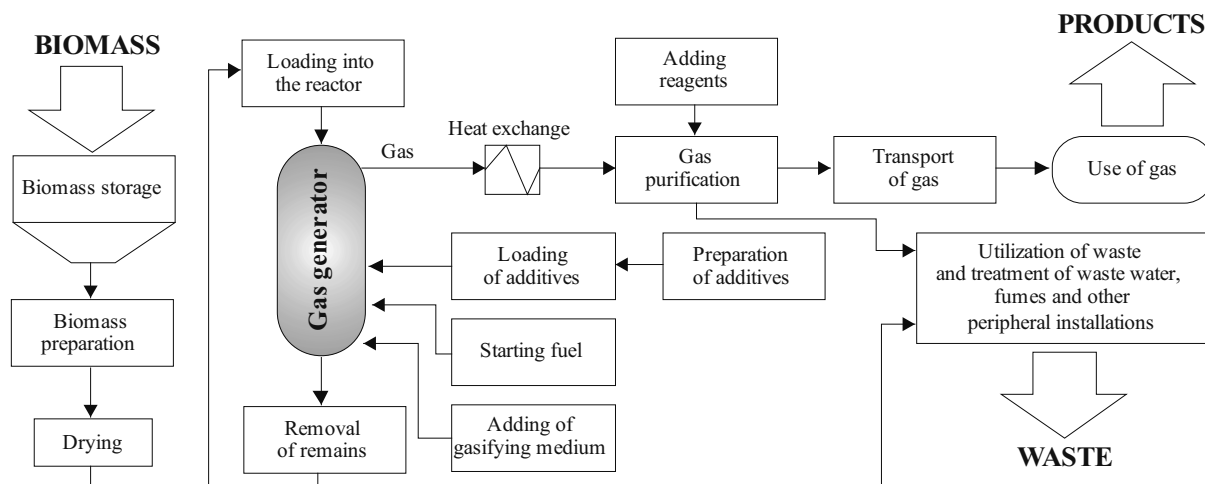 BIOMASS
Biomass storage
Biomass
preparation
Drying
Loading into
the reactor
Gas generator
Removal
of remains
Gas
Heat exchange
Adding
reagents
Gas
purification
Transport
of gas
Use of gas
PRODUCTS
Loading
of additives
Preparation
of additives
Starting fuel
Adding of
gasifying medium
Utilization of waste
and treatment of waste water,
fumes and other
peripheral installations
WASTE